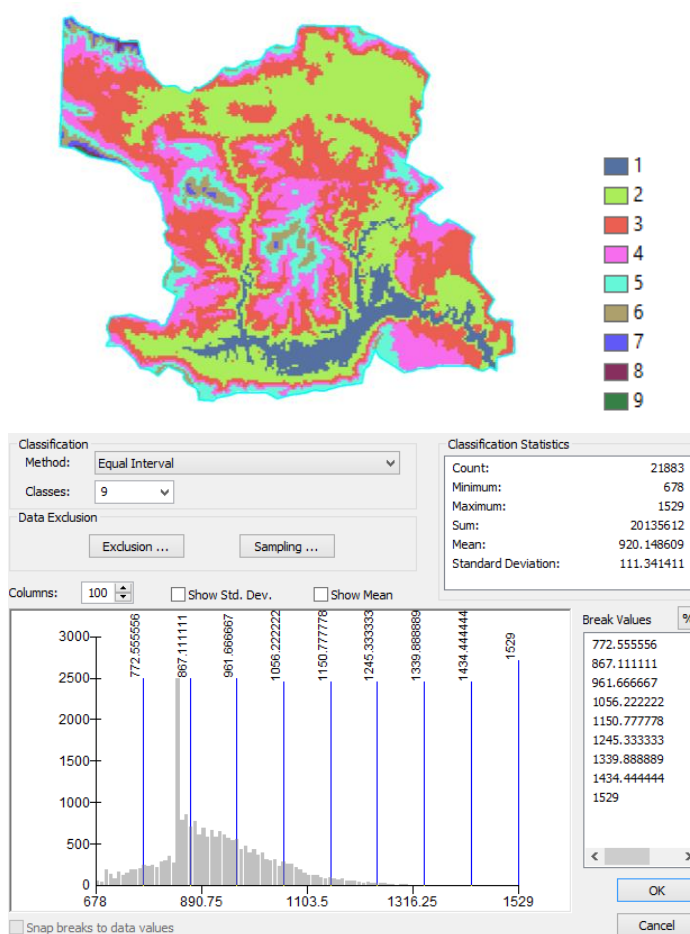 1
2
3
4
5
6
7
8
9
Classification
Method: Equal Interval
Classes: 9
Data Exclusion
Exclusion ...
Sampling ...
Classification Statistics
Count: 21883
Minimum: 678
Maximum: 1529
Sum: 20135612
Mean: 920.148609
Standard Deviation: 111.341411
Columns: 100
Show Std. Dev.
Show Mean
3000
2500
2000
1500
1000
500
0
772.555556
867.111111
961.666667
1056.222222
1150.777778
1245.333333
1339.888889
1434.444444
1529
678
890.75
1103.5
1316.25
1529
Break Values %
772.555556
867.111111
961.666667
1056.222222
1150.777778
1245.333333
1339.888889
1434.444444
1529
OK
Cancel
Snap breaks to data values